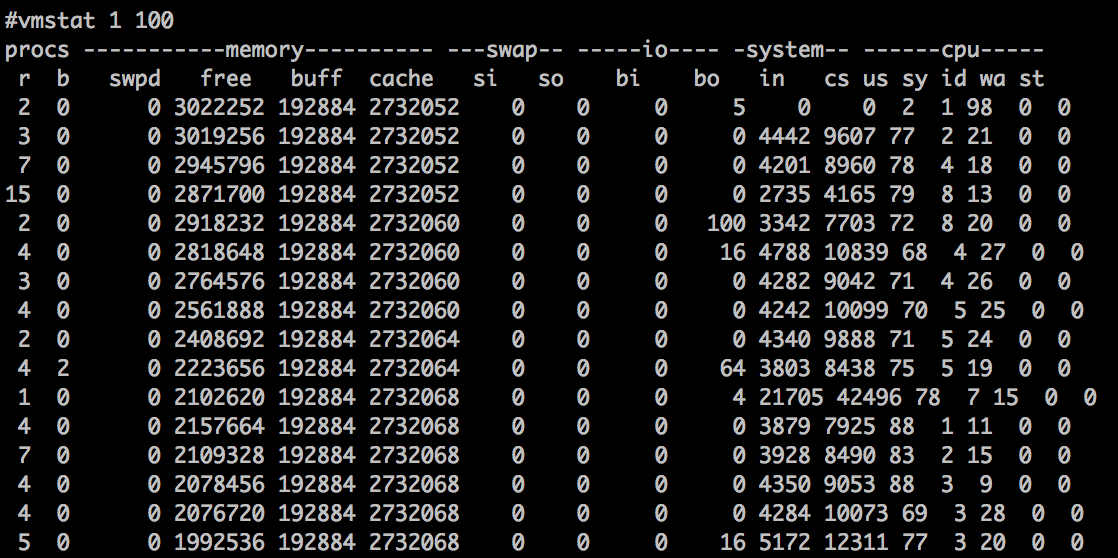 #vmstat 1 100
procs -----------memory---------- ---swap-- -----io---- -system-- ------cpu-----
 r  b   swpd   free   buff  cache   si   so    bi    bo   in   cs us sy id wa st
 2  0      0 3022252 192884 2732052    0    0     0     5    0    0  2  1 98  0  0
 3  0      0 3019256 192884 2732052    0    0     0     0 4442 9607 77  2 21  0  0
 7  0      0 2945796 192884 2732052    0    0     0     0 4201 8960 78  4 18  0  0
15  0      0 2871700 192884 2732052    0    0     0     0 2735 4165 79  8 13  0  0
 2  0      0 2918232 192884 2732060    0    0     0   100 3342 7703 72  8 20  0  0
 4  0      0 2818648 192884 2732060    0    0     0    16 4788 10839 68  4 27  0  0
 3  0      0 2764576 192884 2732060    0    0     0     0 4282 9042 71  4 26  0  0
 4  0      0 2561888 192884 2732060    0    0     0     0 4242 10099 70  5 25  0  0
 2  0      0 2408692 192884 2732064    0    0     0     0 4340 9888 71  5 24  0  0
 4  2      0 2223656 192884 2732064    0    0     0    64 3803 8438 75  5 19  0  0
 1  0      0 2102620 192884 2732068    0    0     0     4 21705 42496 78  7 15  0  0
 4  0      0 2157664 192884 2732068    0    0     0     0 3879 7925 88  1 11  0  0
 7  0      0 2109328 192884 2732068    0    0     0     0 3928 8490 83  2 15  0  0
 4  0      0 2078456 192884 2732068    0    0     0     0 4350 9053 88  3  9  0  0
 4  0      0 2076720 192884 2732068    0    0     0     0 4284 10073 69  3 28  0  0
 5  0      0 1992536 192884 2732068    0    0     0    16 5172 12311 77  3 20  0  0